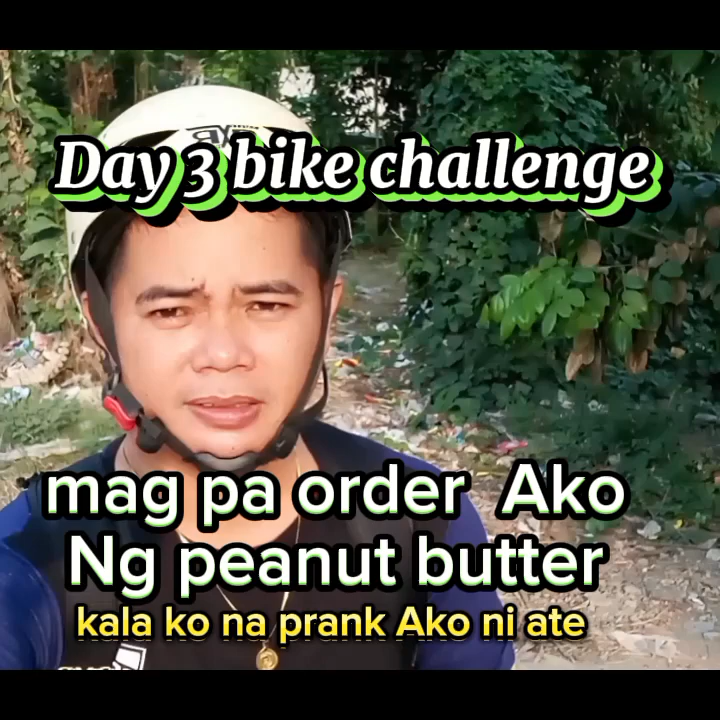 Day 3 bike challenge
mag pa order Ako
Ng peanut butter
kala ko na prank Ako ni ate